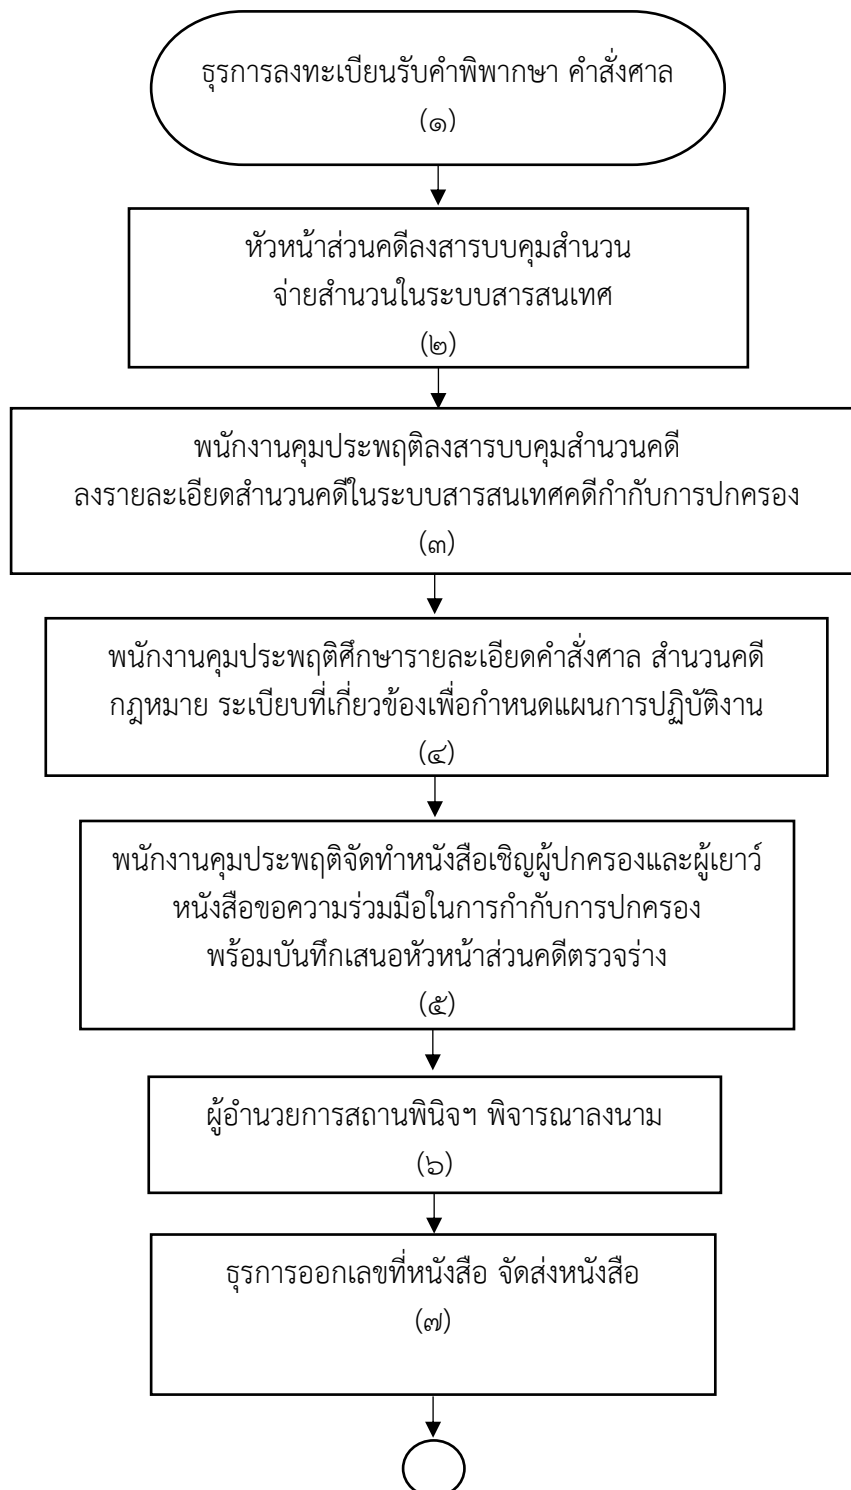 ธุรการลงทะเบียนรับคำพิพากษา คำสั่งศาล
(๑)
หัวหน้าส่วนคดีลงสารบบคุมสำนวน
จ่ายสำนวนในระบบสารสนเทศ
(๒)
พนักงานคุมประพฤติลงสารบบคุมสำนวนคดี
ลงรายละเอียดสำนวนคดีในระบบสารสนเทศคดีกำกับการปกครอง
(๓)
พนักงานคุมประพฤติศึกษารายละเอียดคำสั่งศาล สำนวนคดี
กฎหมาย ระเบียบที่เกี่ยวข้องเพื่อกำหนดแผนการปฏิบัติงาน
(๔)
พนักงานคุมประพฤติจัดทำหนังสือเชิญผู้ปกครองและผู้เยาว์
หนังสือขอความร่วมมือในการกำกับการปกครอง
พร้อมบันทึกเสนอหัวหน้าส่วนคดีตรวจร่าง
(๕)
ผู้อำนวยการสถานพินิจฯ พิจารณาลงนาม
(๖)
ธุรการออกเลขที่หนังสือ จัดส่งหนังสือ
(๗)